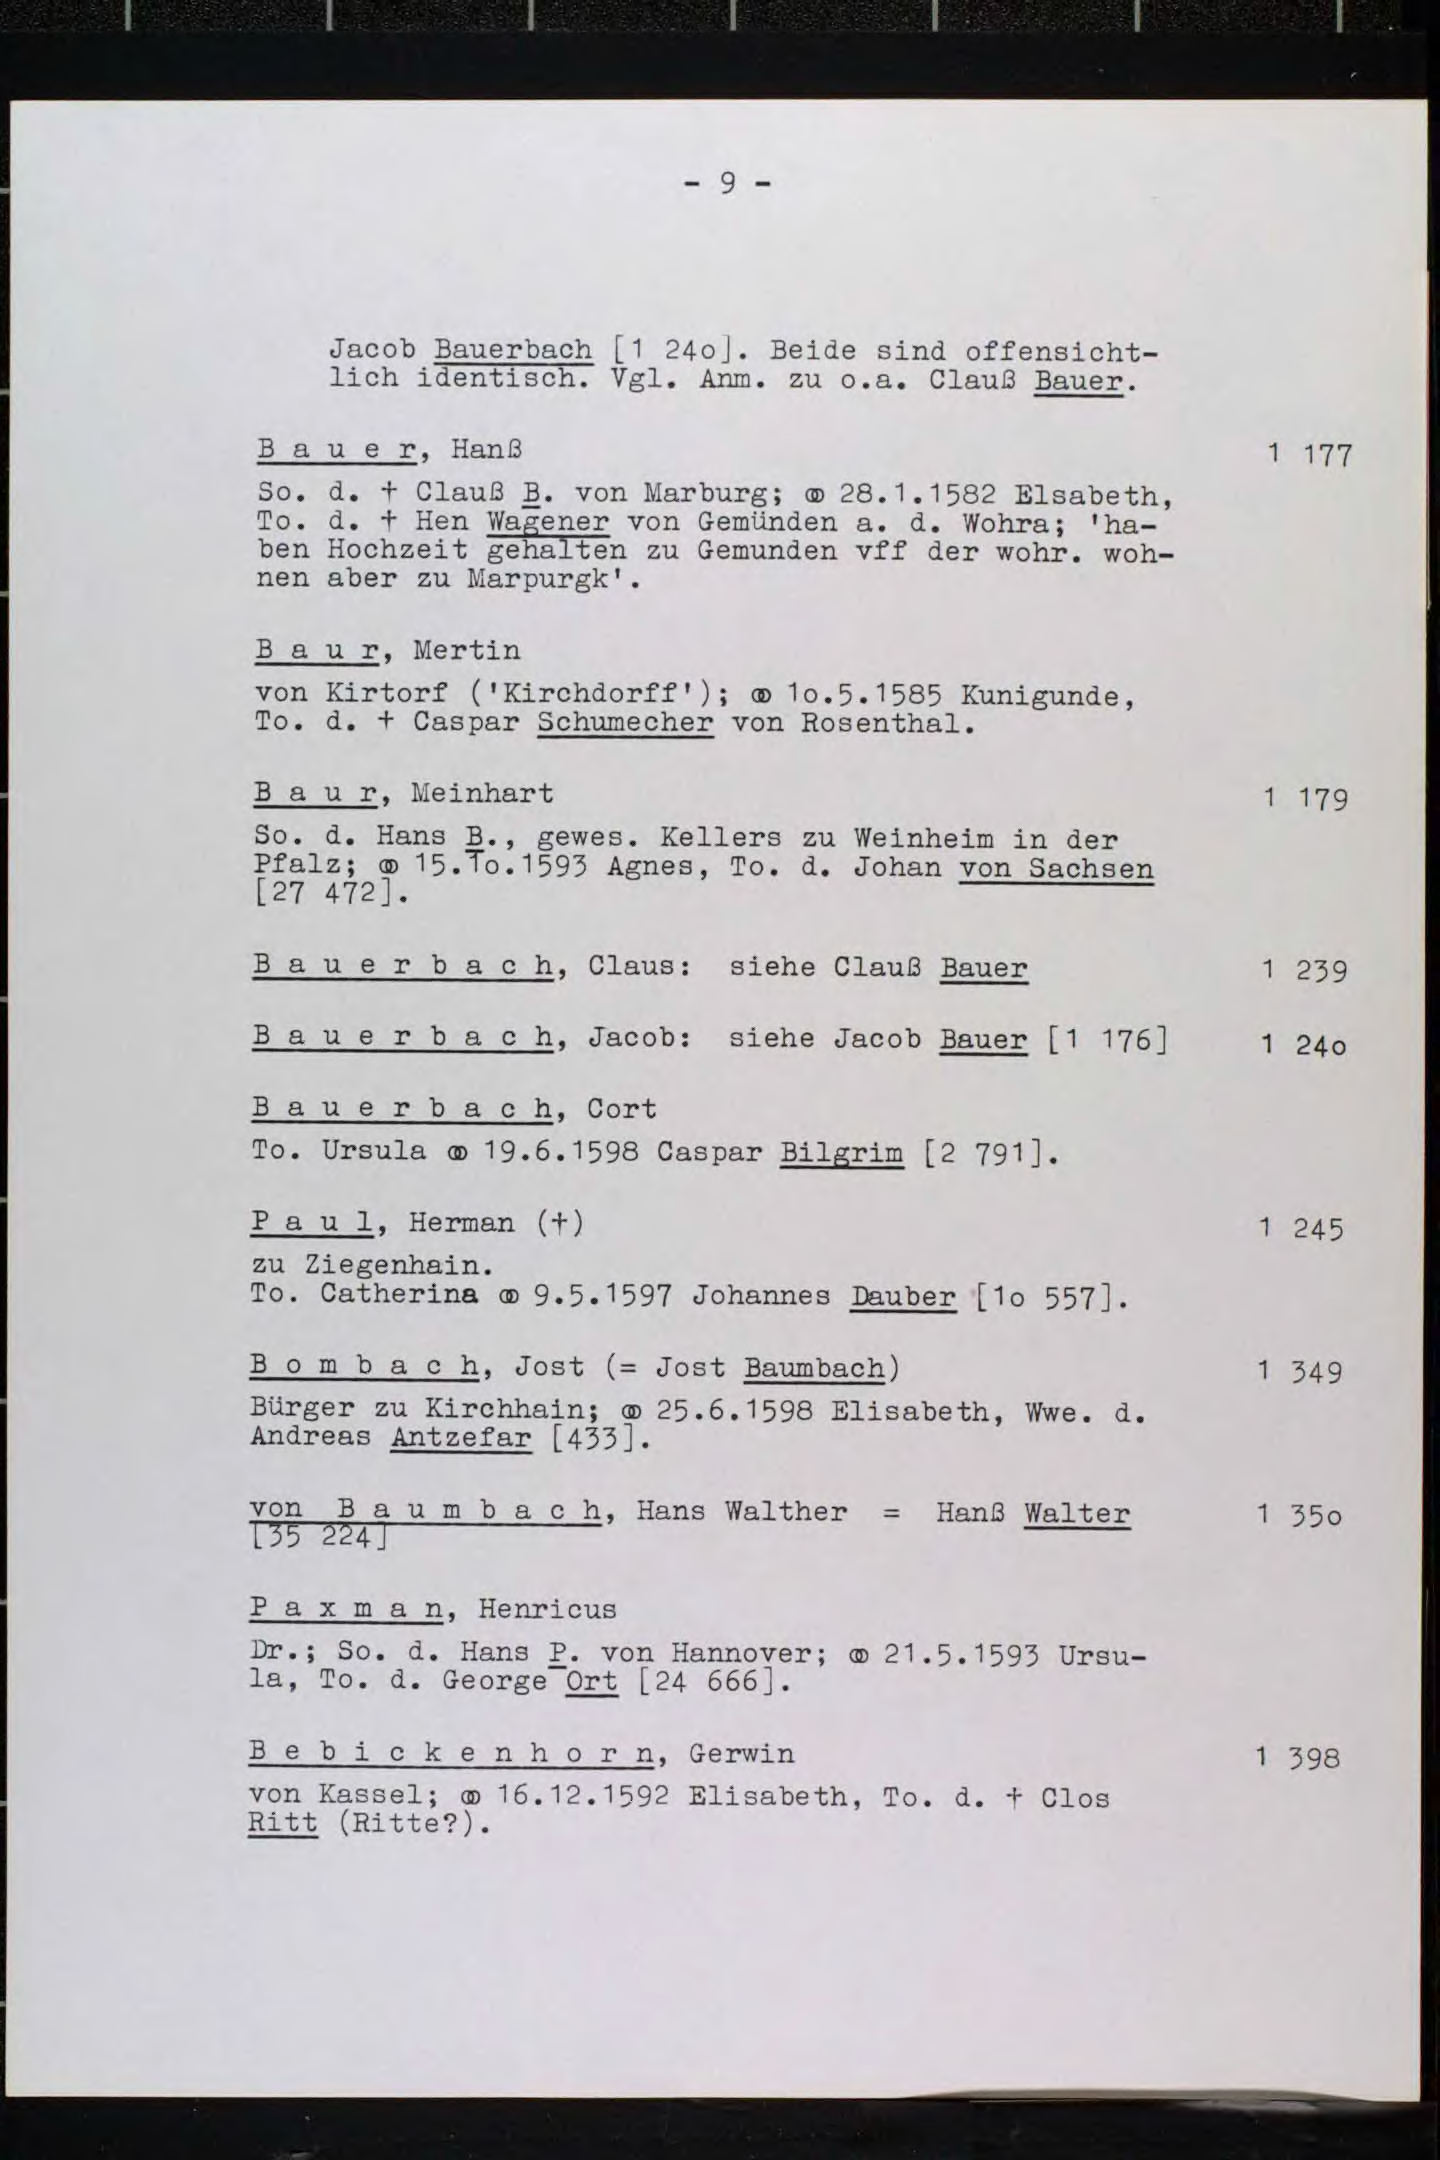 - 9 -
Jacob Bauerbach [1 24o]. Beide sind offensicht-
lich identisch. Vgl. Anm. zu o.a. Clauß Bauer.
B a u e r, Hanß 1 177
So. d. + Clauß B. von Marburg; ⚭ 28.1.1582 Elsabeth,
To. d. + Hen Wagener von Gemünden a. d. Wohra; 'ha-
ben Hochzeit gehalten zu Gemunden vff der wohr. woh-
nen aber zu Marpurgk'.
B a u r, Mertin
von Kirtorf ('Kirchdorff'); ⚭ 1o.5.1585 Kunigunde,
To. d. + Caspar Schumecher von Rosenthal.
B a u r, Meinhart 1 179
So. d. Hans B., gewes. Kellers zu Weinheim in der
Pfalz; ⚭ 15.1o.1593 Agnes, To. d. Johan von Sachsen
[27 472].
B a u e r b a c h, Claus: siehe Clauß Bauer 1 239
B a u e r b a c h, Jacob: siehe Jacob Bauer [1 176] 1 24o
B a u e r b a c h, Cort
To. Ursula ⚭ 19.6.1598 Caspar Bilgrim [2 791].
P a u l, Herman (+) 1 245
zu Ziegenhain.
To. Catherina ⚭ 9.5.1597 Johannes Dauber [1o 557].
B o m b a c h, Jost (= Jost Baumbach) 1 349
Bürger zu Kirchhain; ⚭ 25.6.1598 Elisabeth, Wwe. d.
Andreas Antzefar [433].
von B a u m b a c h, Hans Walther = Hanß Walter 1 35o
[35 224]
P a x m a n, Henricus
Dr.; So. d. Hans P. von Hannover; ⚭ 21.5.1593 Ursu-
la, To. d. George Ort [24 666].
B e b i c k e n h o r n, Gerwin 1 398
von Kassel; ⚭ 16.12.1592 Elisabeth, To. d. + Clos
Ritt (Ritte?).